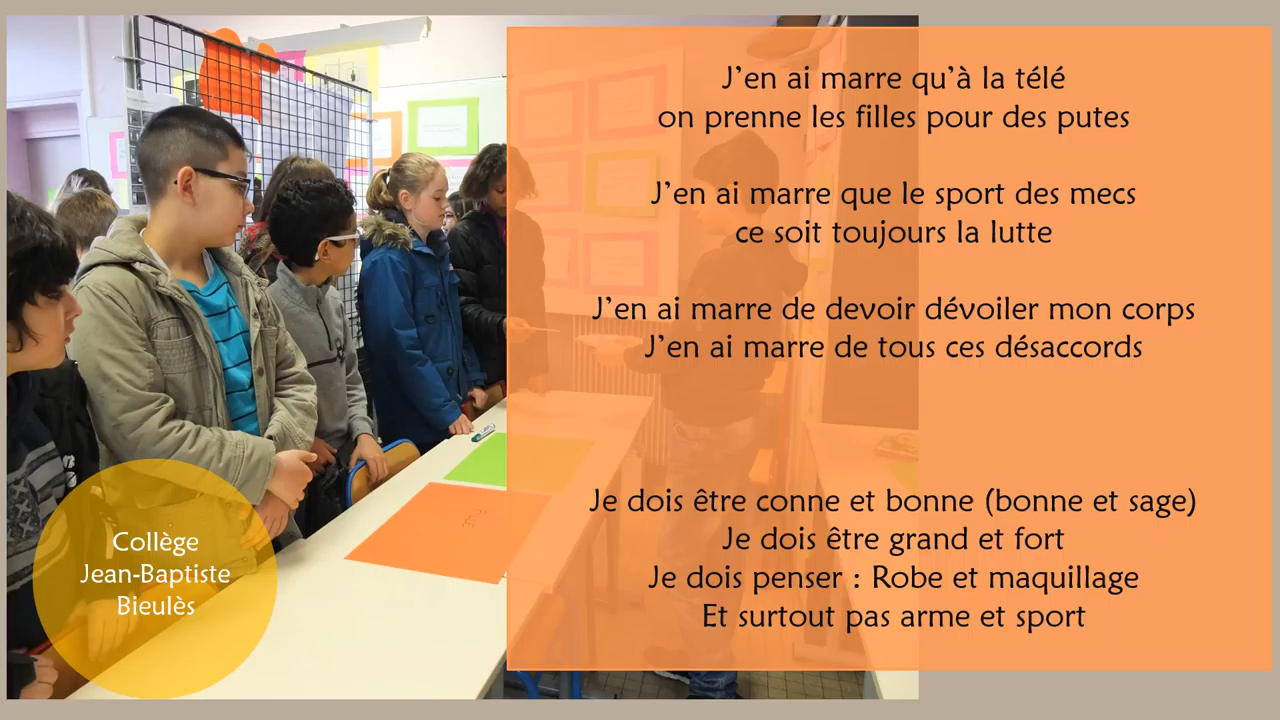 J'en ai marre qu'à la télé
on prenne les filles pour des putes
J'en ai marre que le sport des mecs
ce soit toujours la lutte
J'en ai marre de devoir dévoiler mon corps
J'en ai marre de tous ces désaccords
Je dois être conne et bonne (bonne et sage)
Je dois être grand et fort
Je dois penser : Robe et maquillage
Et surtout pas arme et sport
Collège
Jean-Baptiste
Bieulès